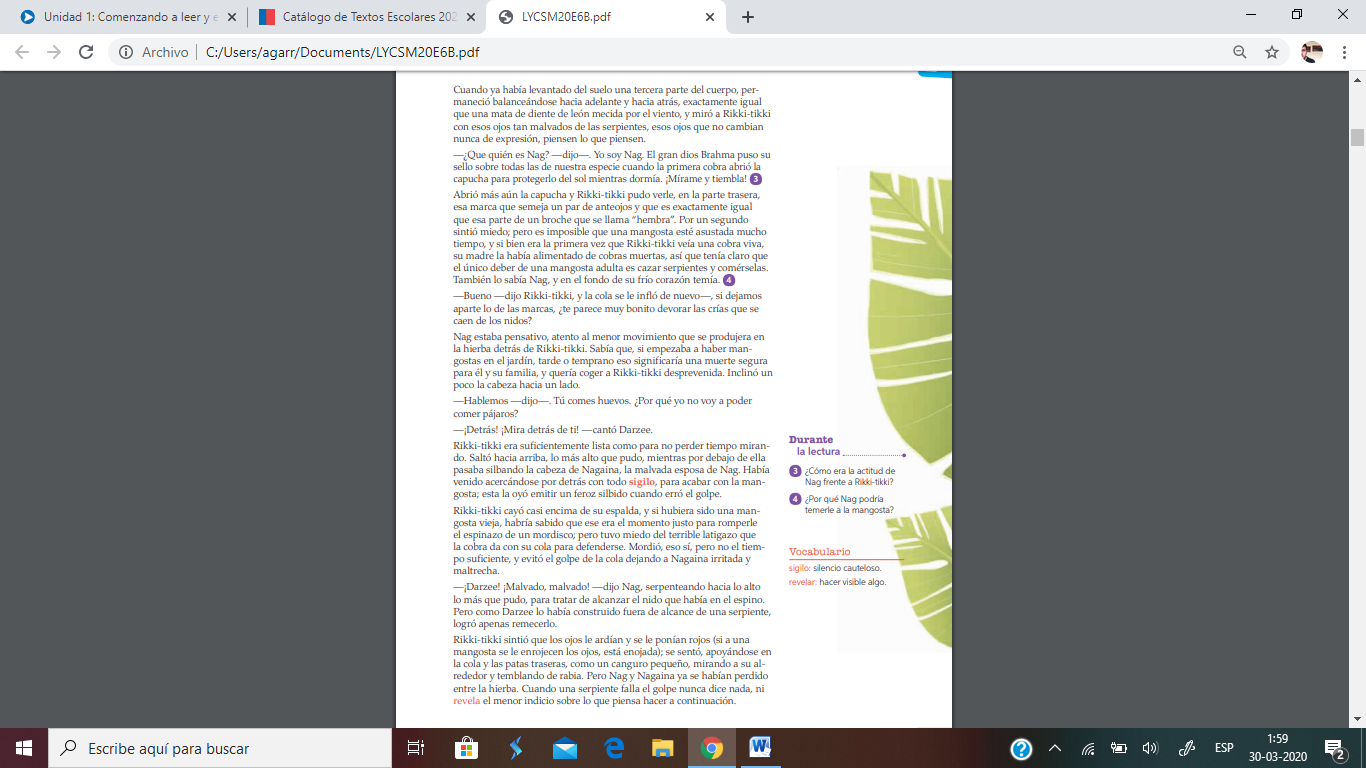 Unidad 1: Comenzando a leer y e
Catálogo de Textos Escolares 202
LYCSM20E6B.pdf
Archivo
C:/Users/agarr/Documents/LYCSM20E6B.pdf
Cuando ya había levantado del suelo una tercera parte del cuerpo, per-
maneció balanceándose hacia adelante y hacia atrás, exactamente igual
que una mata de diente de león mecida por el viento, y miró a Rikki-tikki
con esos ojos tan malvados de las serpientes, esos ojos que no cambian
nunca de expresión, piensen lo que piensen.
—¿Que quién es Nag? —dijo—. Yo soy Nag. El gran dios Brahma puso su
sello sobre todas las de nuestra especie cuando la primera cobra abrió la
capucha para protegerlo del sol mientras dormía. ¡Mírame y tiembla! 3
Abrió más aún la capucha y Rikki-tikki pudo verle, en la parte trasera,
esa marca que semeja un par de anteojos y que es exactamente igual
que esa parte de un broche que se llama “hembra”. Por un segundo
sintió miedo; pero es imposible que una mangosta esté asustada mucho
tiempo, y si bien era la primera vez que Rikki-tikki veía una cobra viva,
su madre la había alimentado de cobras muertas, así que tenía claro que
el único deber de una mangosta adulta es cazar serpientes y comérselas.
También lo sabía Nag, y en el fondo de su frío corazón temía. 4
—Bueno —dijo Rikki-tikki, y la cola se le infló de nuevo—, si dejamos
aparte lo de las marcas, ¿te parece muy bonito devorar las crías que se
caen de los nidos?
Nag estaba pensativo, atento al menor movimiento que se produjera en
la hierba detrás de Rikki-tikki. Sabía que, si empezaba a haber man-
gostas en el jardín, tarde o temprano eso significaría una muerte segura
para él y su familia, y quería coger a Rikki-tikki desprevenida. Inclinó un
poco la cabeza hacia un lado.
—Hablemos —dijo—. Tú comes huevos. ¿Por qué yo no voy a poder
comer pájaros?
—¡Detrás! ¡Mira detrás de ti! —cantó Darzee.
Rikki-tikki era suficientemente lista como para no perder tiempo miran-
do. Saltó hacia arriba, lo más alto que pudo, mientras por debajo de ella
pasaba silbando la cabeza de Nagaina, la malvada esposa de Nag. Había
venido acercándose por detrás con todo sigilo, para acabar con la man-
gosta; esta la oyó emitir un feroz silbido cuando erró el golpe.
Rikki-tikki cayó casi encima de su espalda, y si hubiera sido una man-
gosta vieja, habría sabido que ese era el momento justo para romperle
el espinazo de un mordisco; pero tuvo miedo del terrible latigazo que
la cobra da con su cola para defenderse. Mordió, eso sí, pero no el tiem-
po suficiente, y evitó el golpe de la cola dejando a Nagaina irritada y
maltrecha.
—¡Darzee! ¡Malvado, malvado! —dijo Nag, serpenteando hacia lo alto
lo más que pudo, para tratar de alcanzar el nido que había en el espino.
Pero como Darzee lo había construido fuera de alcance de una serpiente,
logró apenas remecerlo.
Rikki-tikki sintió que los ojos le ardían y se le ponían rojos (si a una
mangosta se le enrojecen los ojos, está enojada); se sentó, apoyándose en
la cola y las patas traseras, como un canguro pequeño, mirando a su al-
rededor y temblando de rabia. Pero Nag y Nagaina ya se habían perdido
entre la hierba. Cuando una serpiente falla el golpe nunca dice nada, ni
revela el menor indicio sobre lo que piensa hacer a continuación.
Durante
la lectura
3 ¿Cómo era la actitud de
Nag frente a Rikki-tikki?
4 ¿Por qué Nag podría
temerle a la mangosta?
Vocabulario
sigilo: silencio cauteloso.
revelar: hacer visible algo.
Escribe aquí para buscar
ESP
1:59
30-03-2020
2